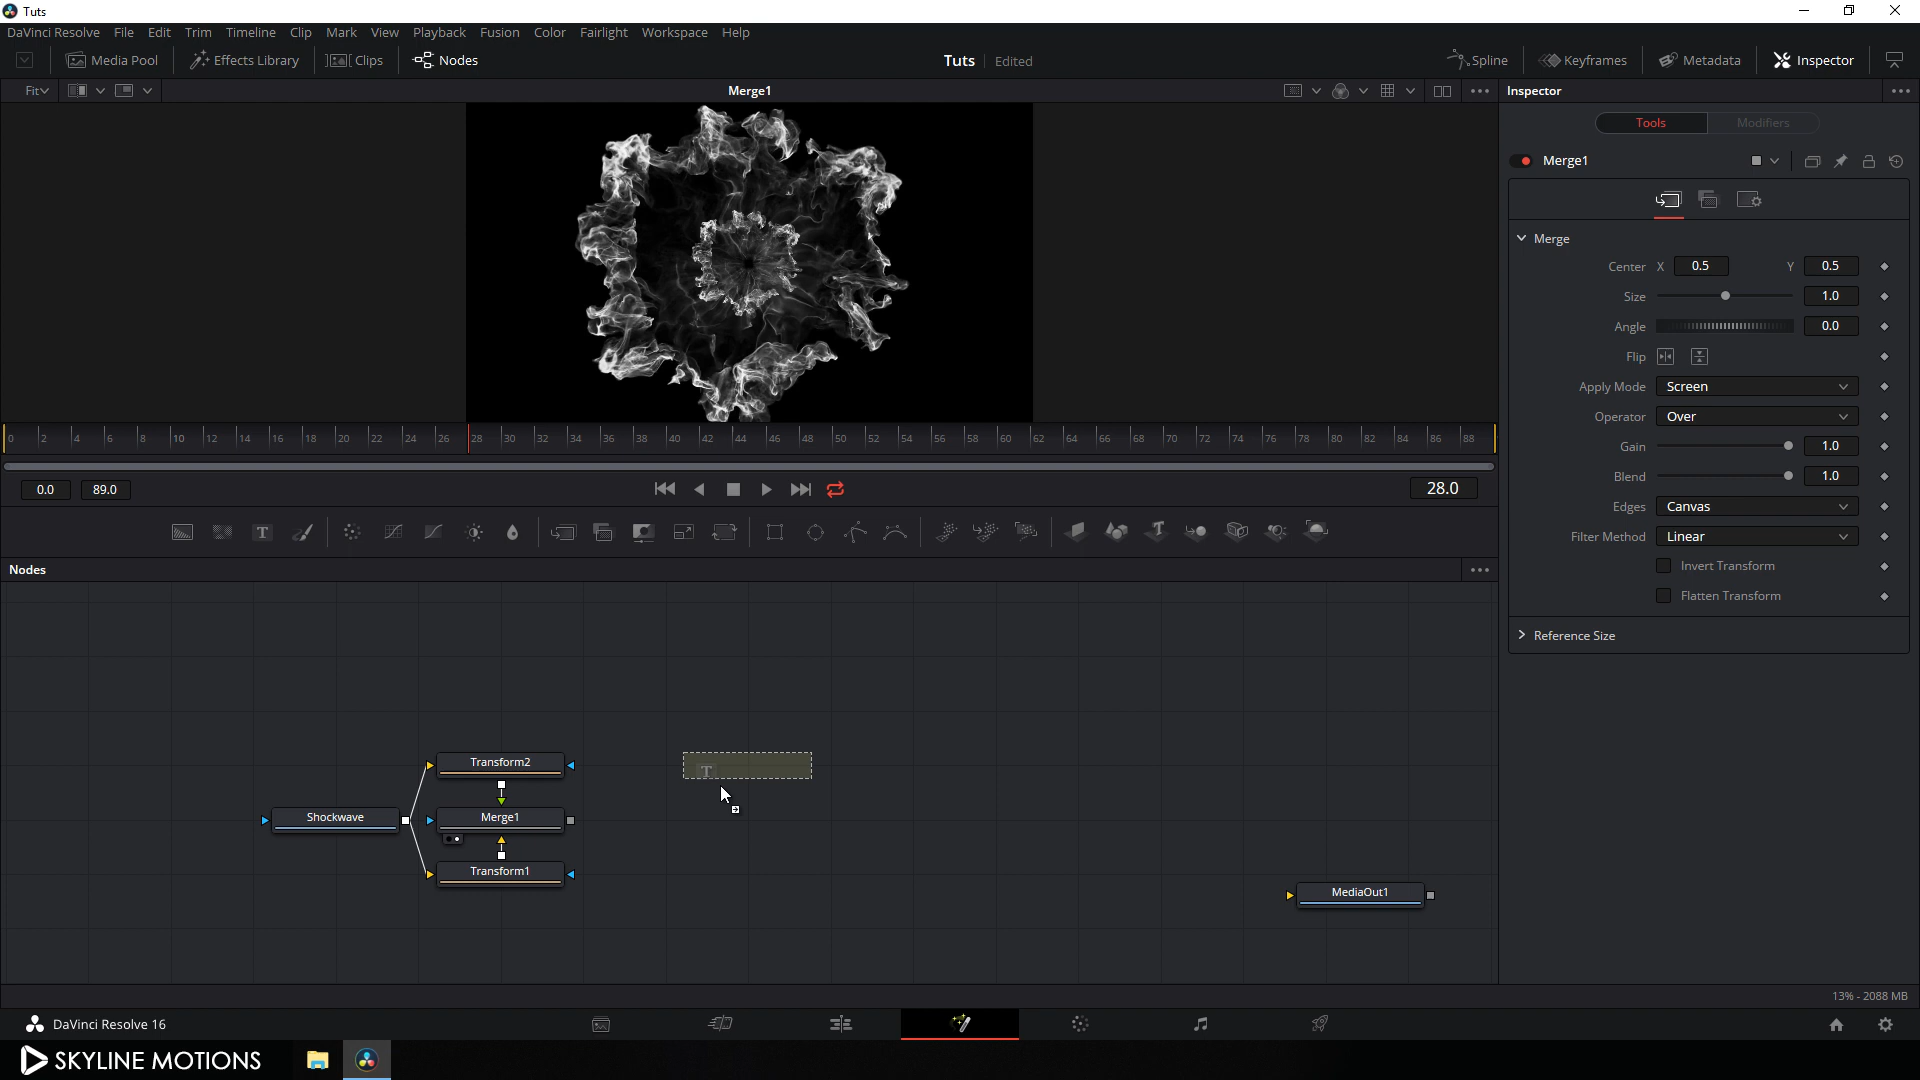 Tuts
DaVinci Resolve File Edit Trim Timeline Clip Mark View Playback Fusion Color Fairlight Workspace Help
Media Pool Effects Library Clips Nodes Tuts Edited Spline Keyframes Metadata Inspector
Fit Merge1 Inspector
Tools Modifiers
Merge1
Merge
Center X 0.5 Y 0.5
Size 1.0
Angle 0.0
Flip
Apply Mode Screen
Operator Over
Gain 1.0
Blend 1.0
Edges Canvas
Filter Method Linear
Invert Transform
Flatten Transform
Reference Size
0 2 4 6 8 10 12 14 16 18 20 22 24 26 28 30 32 34 36 38 40 42 44 46 48 50 52 54 56 58 60 62 64 66 68 70 72 74 76 78 80 82 84 86 88
0.0 89.0 28.0
T
Nodes
Transform2
T
Shockwave Merge1
Transform1
MediaOut1
13% - 2088 MB
DaVinci Resolve 16
SKYLINE MOTIONS